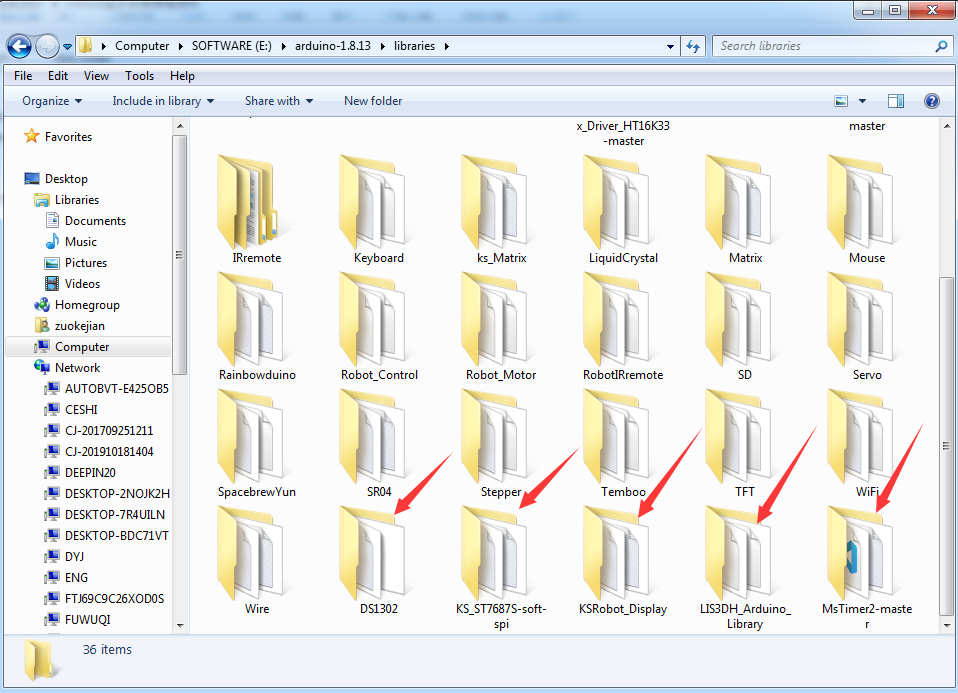 Computer ▸ SOFTWARE (E:) ▸ arduino-1.8.13 ▸ libraries ▸
Search libraries
File Edit View Tools Help
Organize Include in library Share with New folder
Favorites
Desktop
Libraries
Documents
Music
Pictures
Videos
Homegroup
zuokejian
Computer
Network
AUTOBVT-E425OB5
CESHI
CJ-201709251211
CJ-201910181404
DEEPIN20
DESKTOP-2NOJK2H
DESKTOP-7R4UILN
DESKTOP-BDC71VT
DYJ
ENG
FTJ69C9C26XOD0S
FUWUQI
x_Driver_HT16K33
-master
master
IRremote Keyboard ks_Matrix LiquidCrystal Matrix Mouse
Rainbowduino Robot_Control Robot_Motor RobotIRremote SD Servo
SpacebrewYun SR04 Stepper Temboo TFT WiFi
Wire DS1302 KS_ST7687S-soft- KSRobot_Display LIS3DH_Arduino_ MsTimer2-maste
spi Library r
36 items